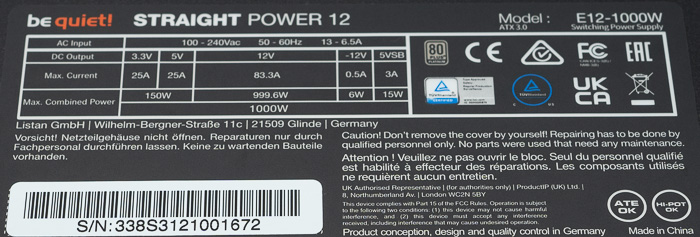 be quiet! STRAIGHT POWER 12
Model : E12-1000W
ATX 3.0 Switching Power Supply
AC Input 100 - 240Vac 50 - 60Hz 13 - 6.5A
DC Output 3.3V 5V 12V -12V 5VSB
Max. Current 25A 25A 83.3A 0.5A 3A
Max. Combined Power 150W 999.6W 6W 15W
1000W
80 PLUS
PLATINUM
CE
FC
EAC
UK
CA
Listan GmbH | Wilhelm-Bergner-Straße 11c | 21509 Glinde | Germany
Vorsicht! Netzteilgehäuse nicht öffnen. Reparaturen nur durch
Fachpersonal durchführen lassen. Keine zu wartenden Bauteile
vorhanden.
Caution! Don't remove the cover by yourself! Repairing has to be done by
qualified personnel only. No parts were used that need any maintenance.
Attention ! Veuillez ne pas ouvrir le bloc. Seul du personnel qualifié
est habilité à effectuer des réparations. Les composants utilisés
ne requièrent aucun entretien.
UK Authorised Representative | (for authorities only) | ProductIP (UK) Ltd. |
8, Northumberland Av. | London WC2N 5BY
This device complies with Part 15 of the FCC Rules. Operation is subject
to the following two conditions: (1) this device may not cause harmful
interference, and (2) this device must accept any interference
received, including interference that may cause undesired operation.
Product conception, design and quality control in Germany
Made in China
ATE
OK
HI-POT
OK
S/N:338S3121001672